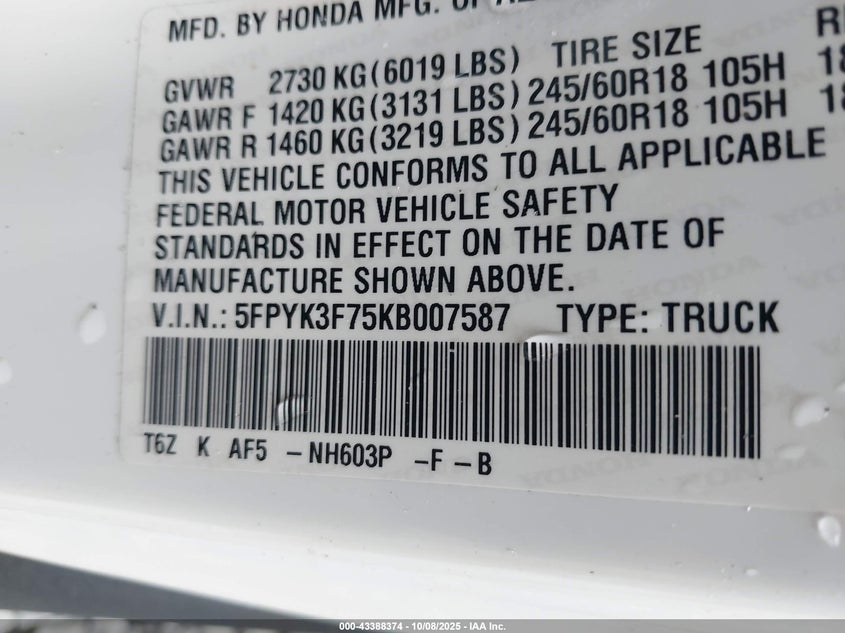 MFD. BY HONDA MFG. OF
GVWR 2730 KG (6019 LBS) TIRE SIZE
GAWR F 1420 KG (3131 LBS) 245/60R18 105H 18
GAWR R 1460 KG (3219 LBS) 245/60R18 105H 18
THIS VEHICLE CONFORMS TO ALL APPLICABLE
FEDERAL MOTOR VEHICLE SAFETY
STANDARDS IN EFFECT ON THE DATE OF
MANUFACTURE SHOWN ABOVE.
V.I.N.: 5FPYK3F75KB007587 TYPE: TRUCK
T6Z K AF5 -NH603P -F-B
000-43388374 - 10/08/2025 - IAA Inc.